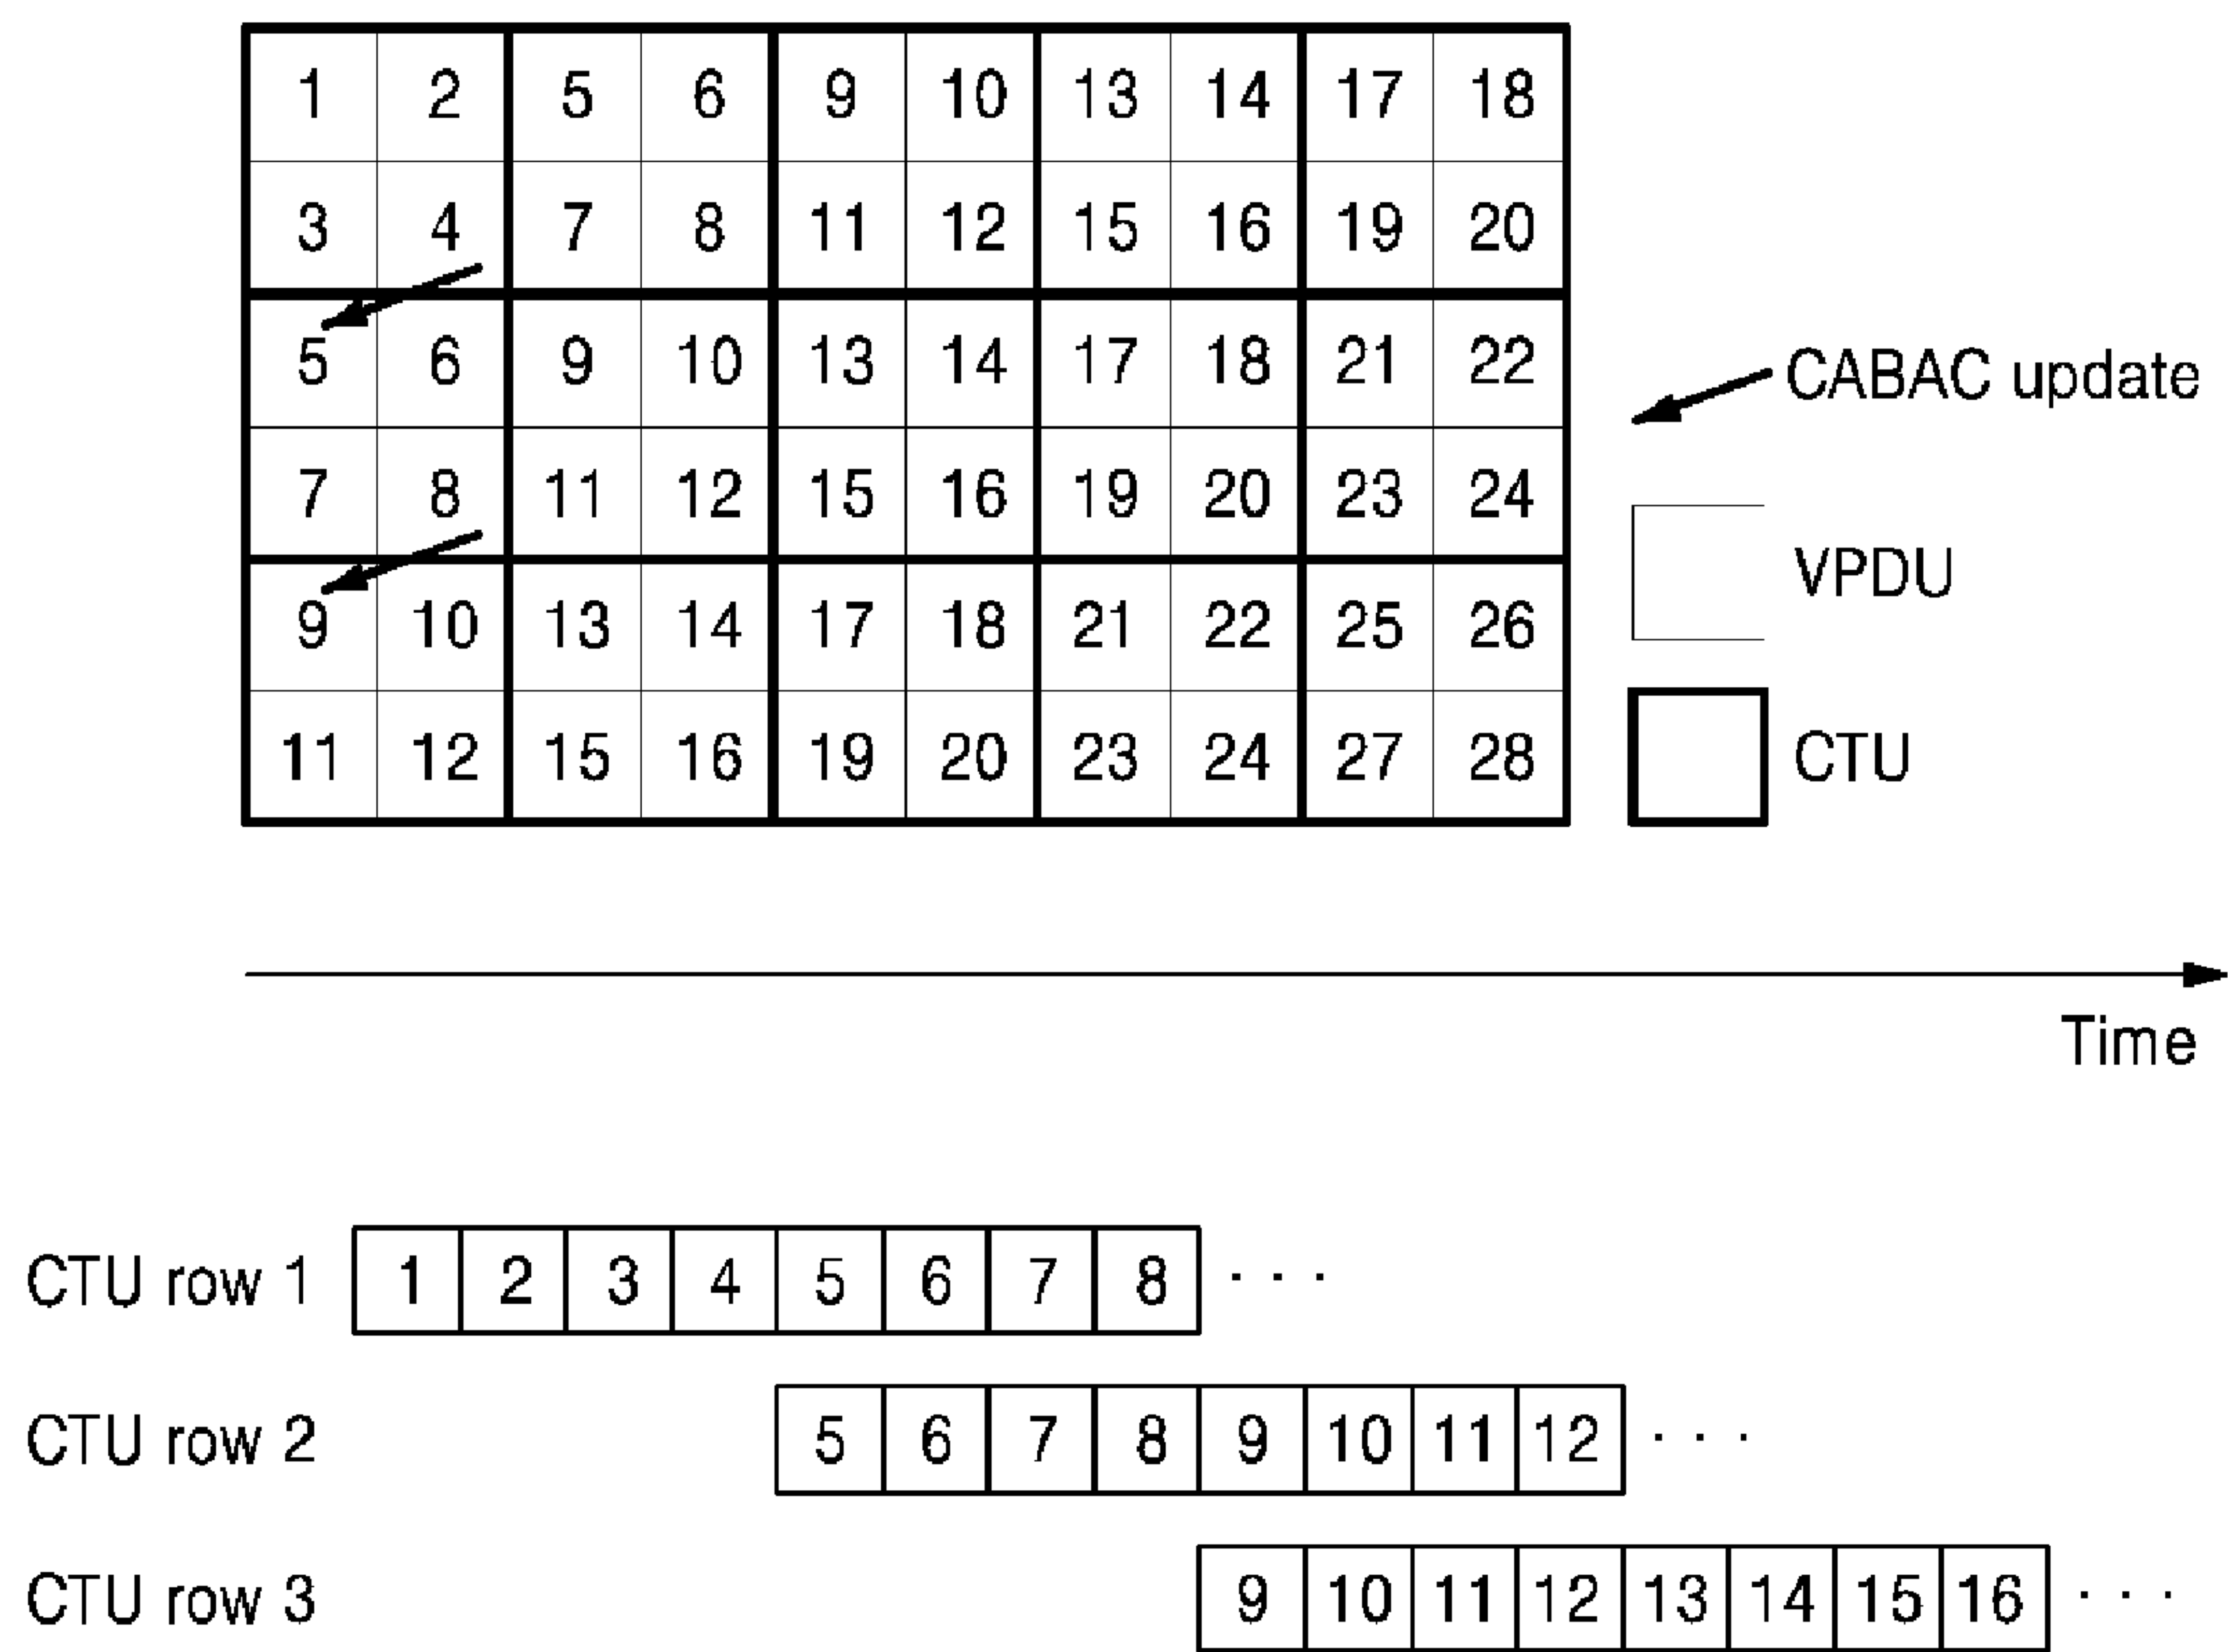 1 2 5 6 9 10 13 14 17 18
3 4 7 8 11 12 15 16 19 20
5 6 9 10 13 14 17 18 21 22
CABAC update
7 8 11 12 15 16 19 20 23 24
VPDU
9 10 13 14 17 18 21 22 25 26
11 12 15 16 19 20 23 24 27 28
CTU
Time
CTU row 1 1 2 3 4 5 6 7 8 ...
CTU row 2 5 6 7 8 9 10 11 12 ...
CTU row 3 9 10 11 12 13 14 15 16 ...